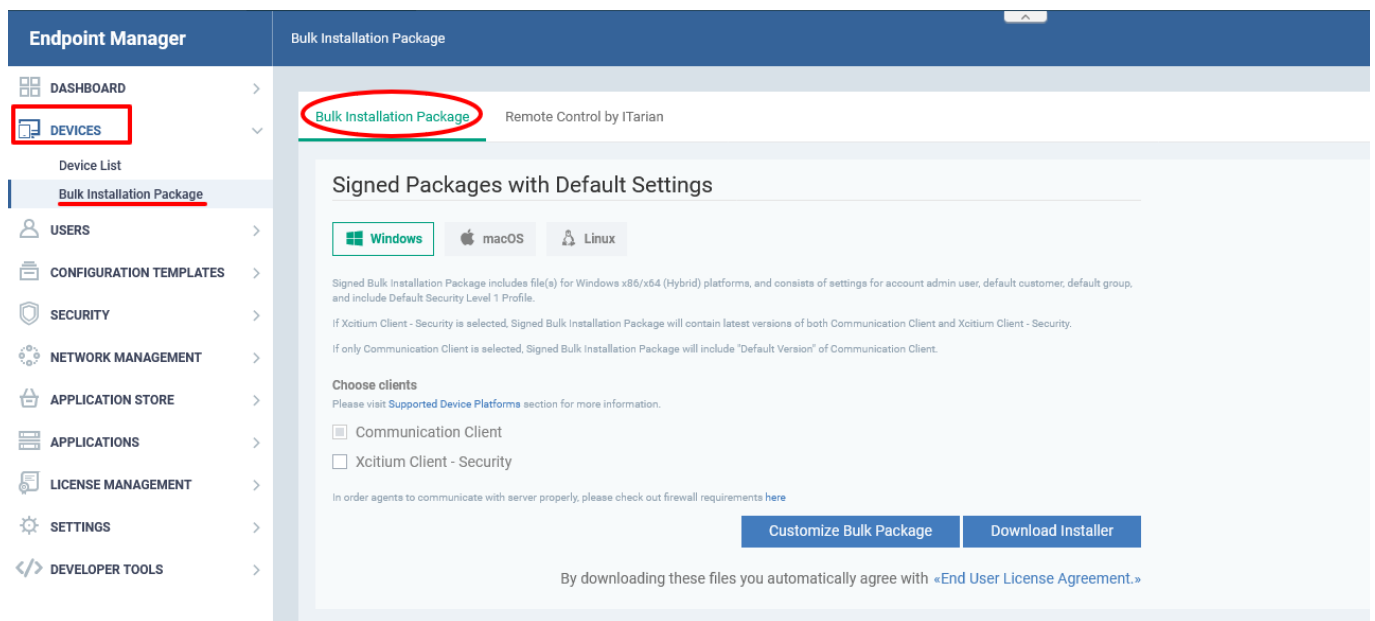 Endpoint Manager
Bulk Installation Package
DASHBOARD
DEVICES
Device List
Bulk Installation Package
USERS
CONFIGURATION TEMPLATES
SECURITY
NETWORK MANAGEMENT
APPLICATION STORE
APPLICATIONS
LICENSE MANAGEMENT
SETTINGS
DEVELOPER TOOLS
Bulk Installation Package
Remote Control by ITarian
Signed Packages with Default Settings
Windows
macOS
Linux
Signed Bulk Installation Package includes file(s) for Windows x86/x64 (Hybrid) platforms, and consists of settings for account admin user, default customer, default group,
and include Default Security Level 1 Profile.
If Xcitium Client - Security is selected, Signed Bulk Installation Package will contain latest versions of both Communication Client and Xcitium Client - Security.
If only Communication Client is selected, Signed Bulk Installation Package will include "Default Version" of Communication Client.
Choose clients
Please visit Supported Device Platforms section for more information.
Communication Client
Xcitium Client - Security
In order agents to communicate with server properly, please check out firewall requirements here
Customize Bulk Package
Download Installer
By downloading these files you automatically agree with «End User License Agreement.»